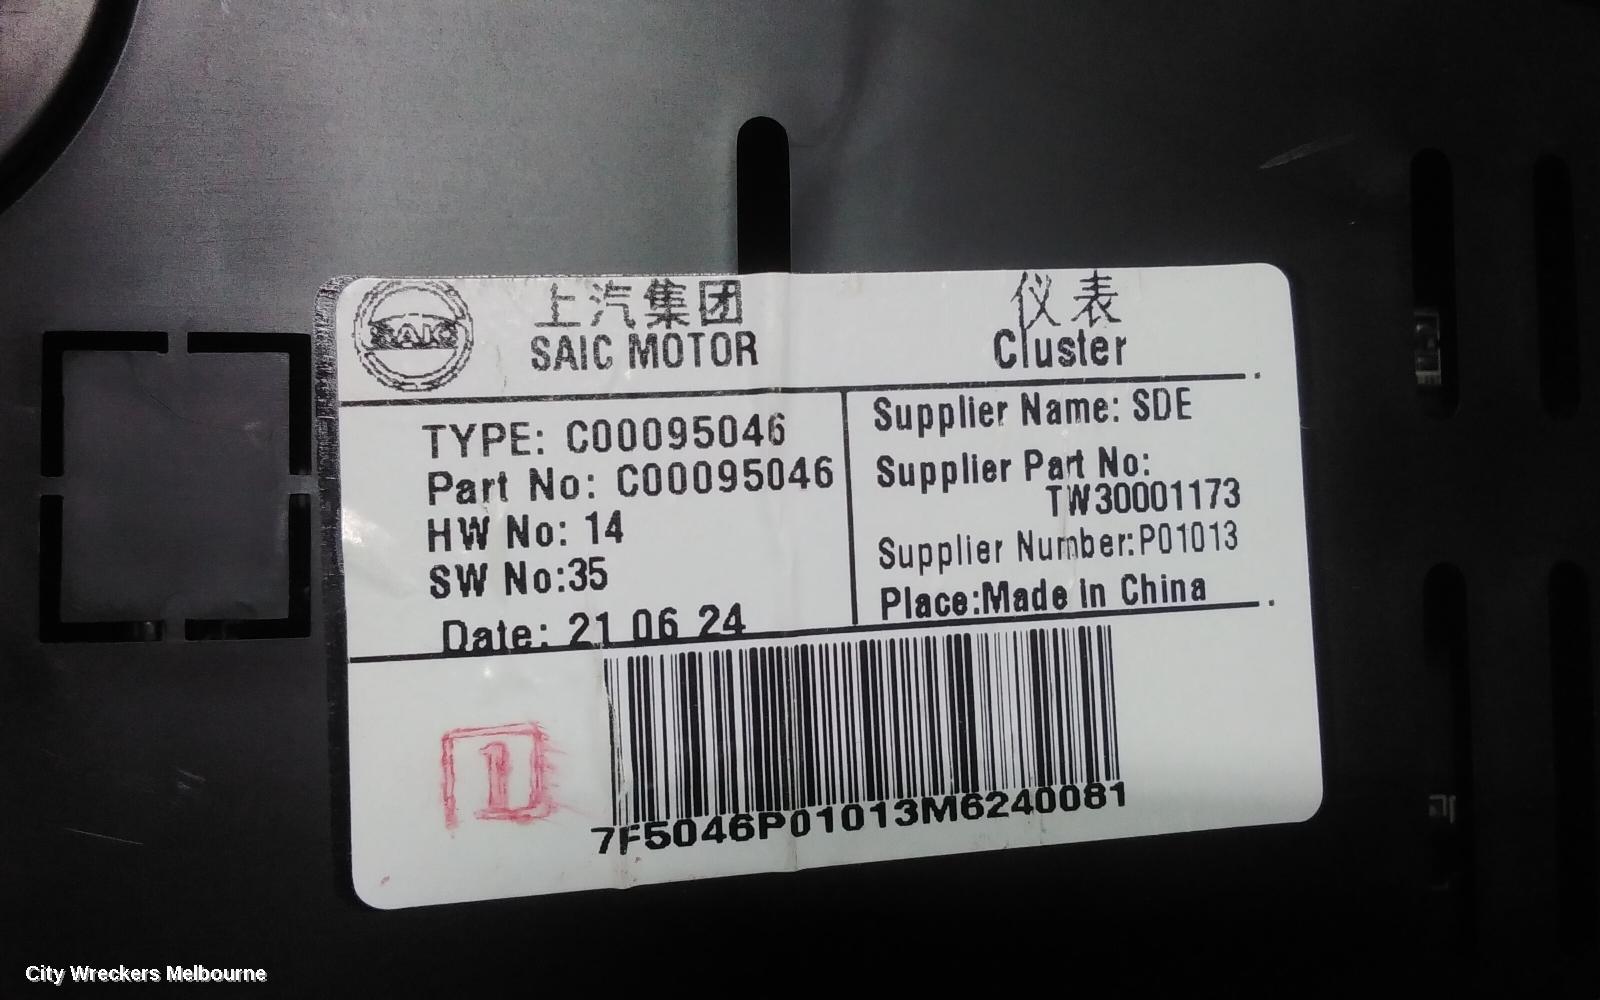 SAIC
上汽集团
SAIC MOTOR
仪表
Cluster
TYPE: C00095046
Part No: C00095046
HW No: 14
SW No:35
Date: 21 06 24
Supplier Name: SDE
Supplier Part No:
TW30001173
Supplier Number:P01013
Place:Made in China
1
7F5046P01013M6240081
City Wreckers Melbourne